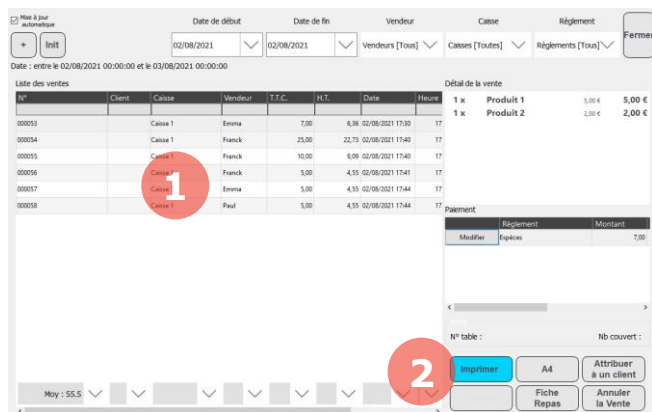 Mise à jour automatique
Date de début
Date de fin
Vendeur
Caisse
Règlement
Fermer
+
Init
02/08/2021
02/08/2021
Vendeurs [Tous]
Caisses [Toutes]
Règlements [Tous]
Date : entre le 02/08/2021 00:00:00 et le 03/08/2021 00:00:00
Liste des ventes
Détail de la vente
N° Client Caisse Vendeur T.T.C. H.T. Date Heure
000053 Caisse 1 Emma 7,00 6,36 02/08/2021 17:30 17
000054 Caisse 1 Franck 25,00 22,73 02/08/2021 17:40 17
000055 Caisse 1 Franck 10,00 9,09 02/08/2021 17:40 17
000056 Caisse 1 Franck 5,00 4,55 02/08/2021 17:41 17
000057 Caisse 1 Emma 5,00 4,55 02/08/2021 17:44 17
000058 Caisse 1 Paul 5,00 4,55 02/08/2021 17:44 17
1
1 x Produit 1 5,00 € 5,00 €
1 x Produit 2 2,00 € 2,00 €
Paiement
Règlement Montant
Modifier Espèces 7,00
N° table :
Nb couvert :
2
Imprimer
A4
Attribuer à un client
Moy : 55.5
Fiche Repas
Annuler la Vente